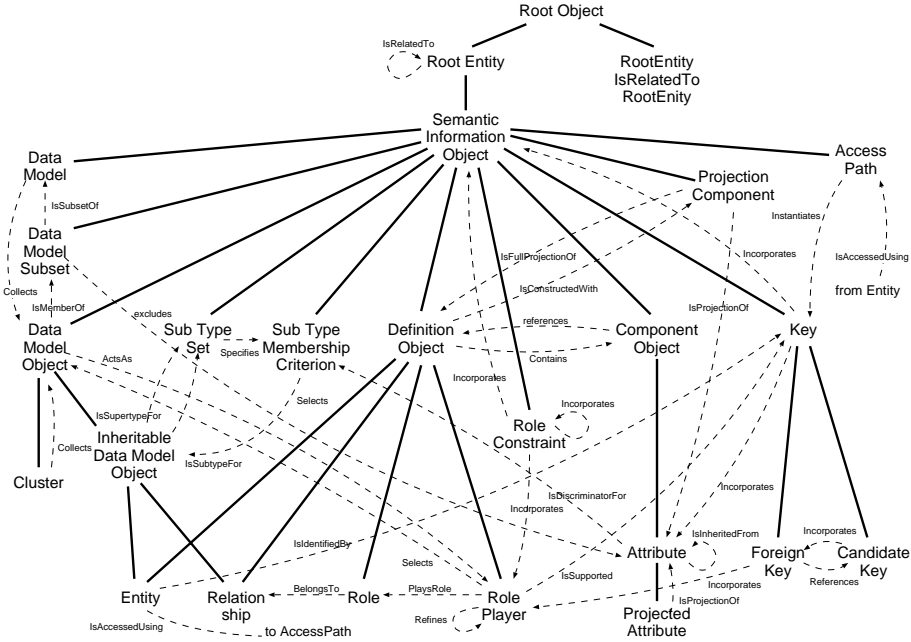 Root Object
IsRelatedTo
Root Entity
RootEntity
IsRelatedTo
RootEnity
Semantic
Information
Object
Data
Model
Access
Path
Projection
Component
IsSubsetOf
Instantiates
Data
Model
Subset
IsFullProjectionOf
Incorporates
IsAccessedUsing
Collects
IsMemberOf
excludes
IsConstructedWith
from Entity
IsProjectionOf
Data
Model
Object
Sub Type
Set
Specifies
Sub Type
Membership
Criterion
Definition
Object
references
Contains
Component
Object
Key
ActsAs
Incorporates
Selects
Incorporates
IsSupertypeFor
Role
Constraint
Collects
Inheritable
Data Model
Object
IsSubtypeFor
Cluster
IsDiscriminatorFor
Incorporates
Incorporates
IsInheritedFrom
Incorporates
IsIdentifiedBy
Attribute
Foreign
Key
Candidate
Key
References
Selects
IsSupported
Incorporates
Entity
Relation
ship
BelongsTo
Role
PlaysRole
Role
Player
IsProjectionOf
Projected
Attribute
Refines
IsAccessedUsing
to AccessPath